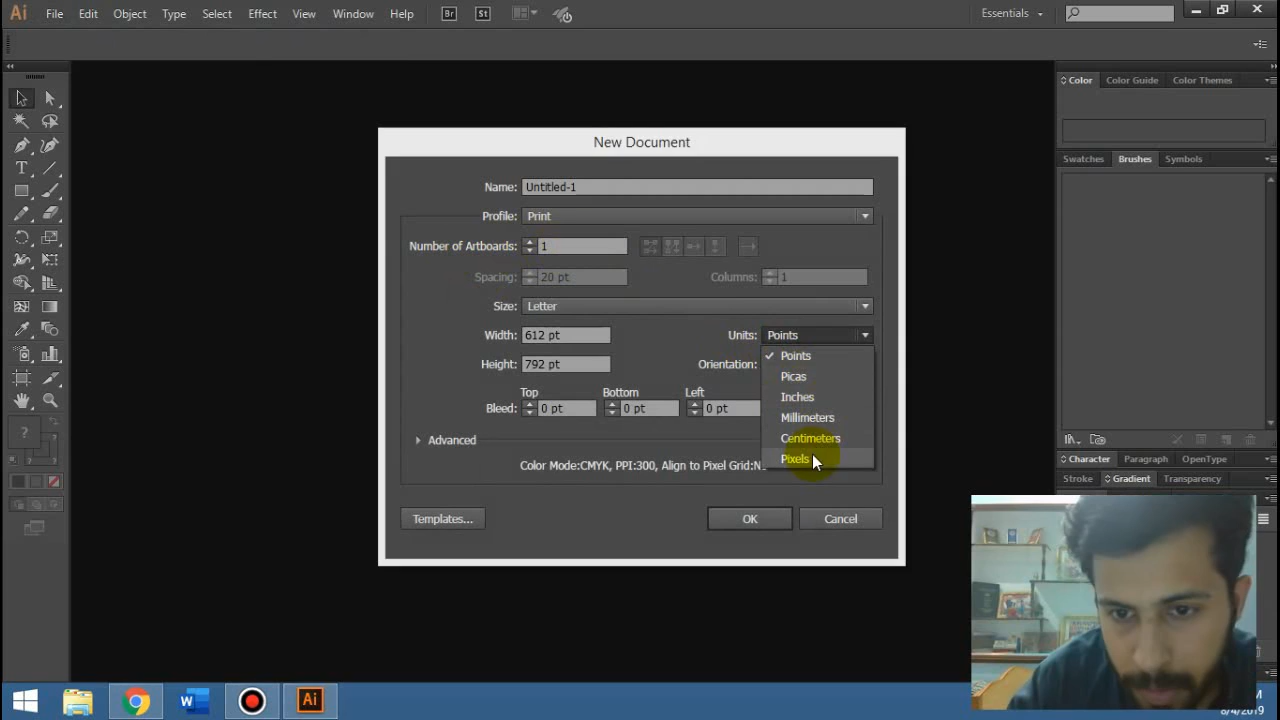 Ai File Edit Object Type Select Effect View Window Help Br St Essentials
Color Color Guide Color Themes
New Document
Swatches Brushes Symbols
Name: Untitled-1
Profile: Print
Number of Artboards: 1
Spacing: 20 pt Columns: 1
Size: Letter
Width: 612 pt Units: Points
Height: 792 pt Orientation:
Points
Picas
Inches
Millimeters
Centimeters
Pixels
Top Bottom Left
Bleed: 0 pt 0 pt 0 pt
Advanced
Color Mode:CMYK, PPI:300, Align to Pixel Grid:N
Templates... OK Cancel
Character Paragraph OpenType
Stroke Gradient Transparency
?
W Ai
M
8/4/2019